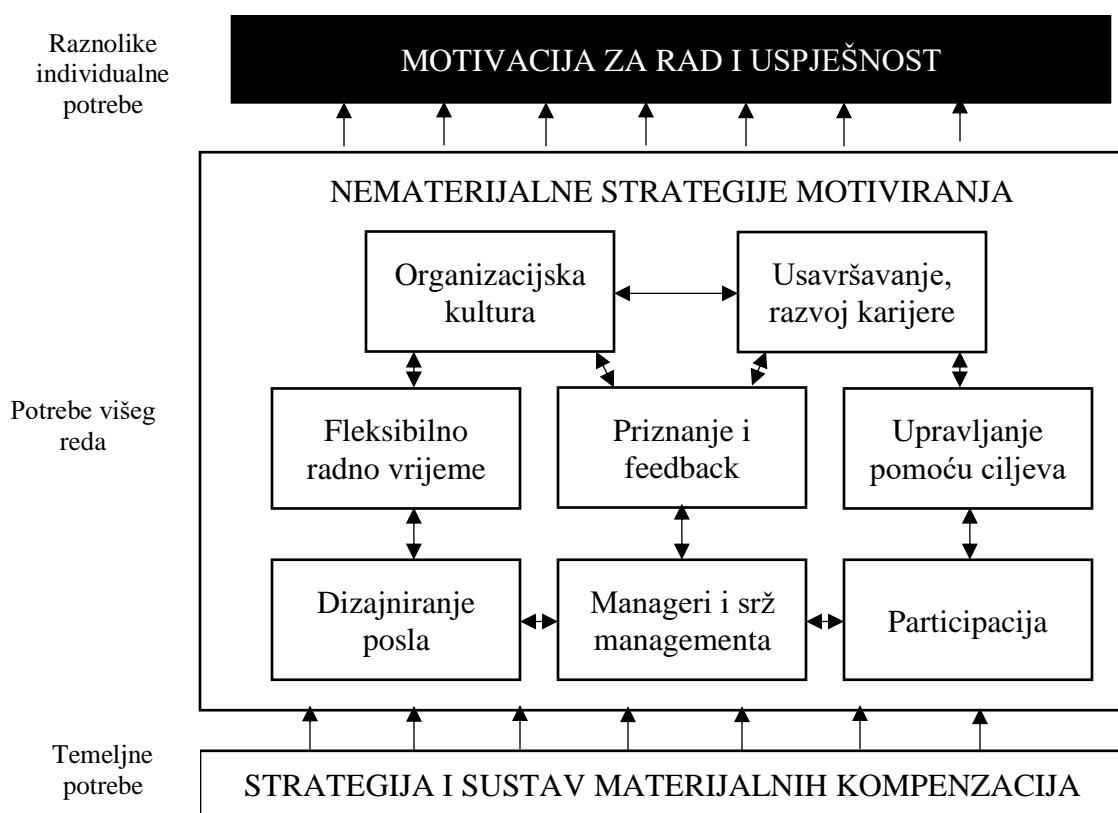 Raznolike
individualne
potrebe
MOTIVACIJA ZA RAD I USPJEŠNOST
NEMATERIJALNE STRATEGIJE MOTIVIRANJA
Organizacijska
kultura
Usavršavanje,
razvoj karijere
Potrebe višeg
reda
Fleksibilno
radno vrijeme
Priznanje i
feedback
Upravljanje
pomoću ciljeva
Dizajniranje
posla
Manageri i srž
managementa
Participacija
Temeljne
potrebe
STRATEGIJA I SUSTAV MATERIJALNIH KOMPENZACIJA